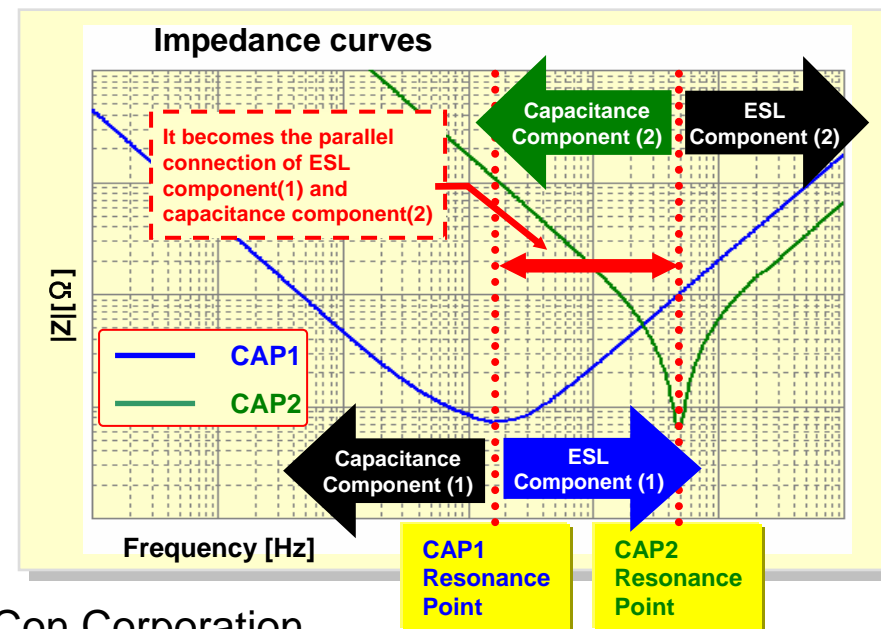 Impedance curves
Capacitance
Component (2)
ESL
Component (2)
It becomes the parallel
connection of ESL
component(1) and
capacitance component(2)
|Z|[Ω]
CAP1
CAP2
Capacitance
Component (1)
ESL
Component (1)
Frequency [Hz]
CAP1
Resonance
Point
CAP2
Resonance
Point
Con Corporation